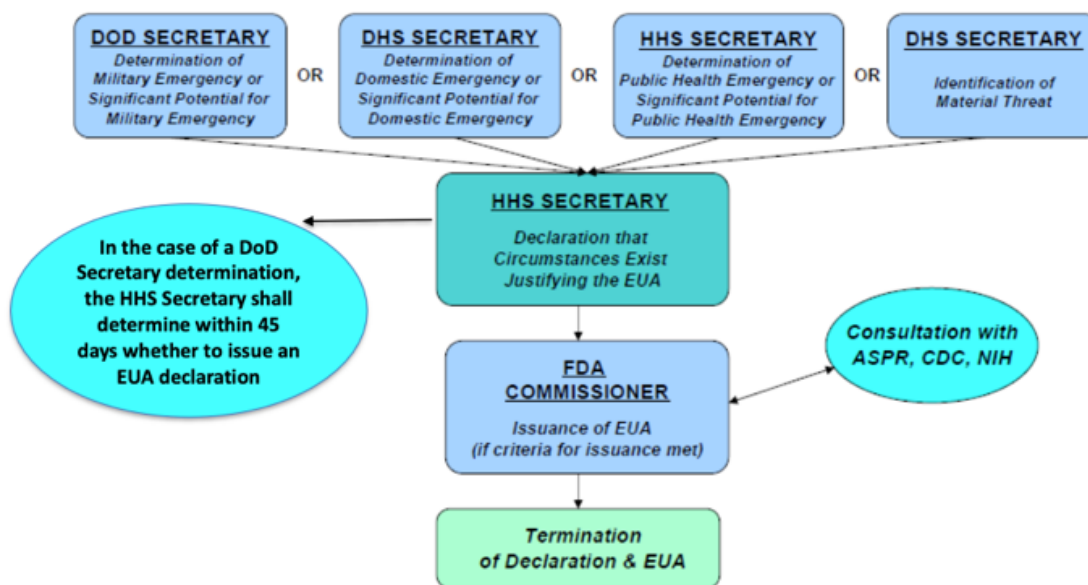 DOD SECRETARY
Determination of
Military Emergency or
Significant Potential for
Military Emergency
OR
DHS SECRETARY
Determination of
Domestic Emergency or
Significant Potential for
Domestic Emergency
OR
HHS SECRETARY
Determination of
Public Health Emergency or
Significant Potential for
Public Health Emergency
OR
DHS SECRETARY
Identification of
Material Threat
HHS SECRETARY
Declaration that
Circumstances Exist
Justifying the EUA
In the case of a DoD
Secretary determination,
the HHS Secretary shall
determine within 45
days whether to issue an
EUA declaration
FDA
COMMISSIONER
Issuance of EUA
(if criteria for issuance met)
Consultation with
ASPR, CDC, NIH
Termination
of Declaration & EUA